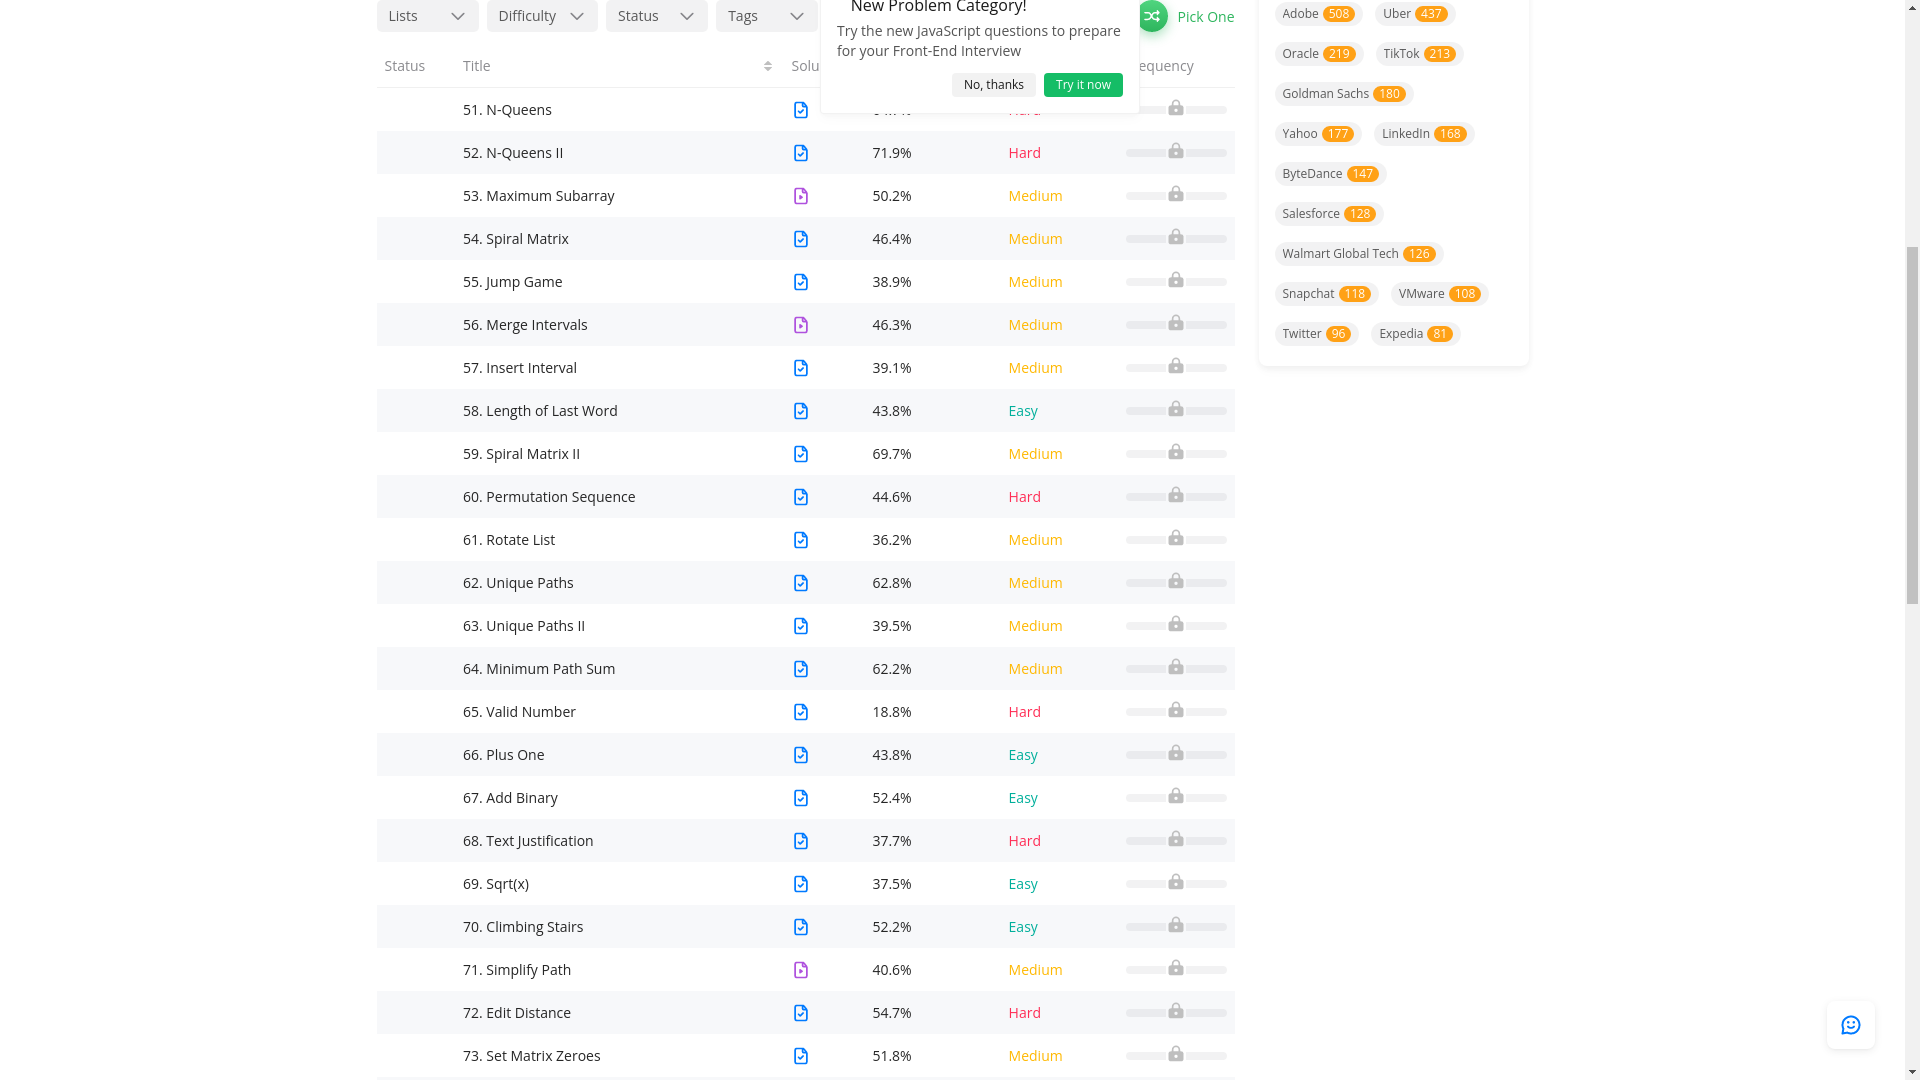 Lists
Difficulty
Status
Tags
New Problem Category!
Try the new JavaScript questions to prepare
for your Front-End Interview
No, thanks
Try it now
Pick One
Status Title Solu equency
51. N-Queens
52. N-Queens II 71.9% Hard
53. Maximum Subarray 50.2% Medium
54. Spiral Matrix 46.4% Medium
55. Jump Game 38.9% Medium
56. Merge Intervals 46.3% Medium
57. Insert Interval 39.1% Medium
58. Length of Last Word 43.8% Easy
59. Spiral Matrix II 69.7% Medium
60. Permutation Sequence 44.6% Hard
61. Rotate List 36.2% Medium
62. Unique Paths 62.8% Medium
63. Unique Paths II 39.5% Medium
64. Minimum Path Sum 62.2% Medium
65. Valid Number 18.8% Hard
66. Plus One 43.8% Easy
67. Add Binary 52.4% Easy
68. Text Justification 37.7% Hard
69. Sqrt(x) 37.5% Easy
70. Climbing Stairs 52.2% Easy
71. Simplify Path 40.6% Medium
72. Edit Distance 54.7% Hard
73. Set Matrix Zeroes 51.8% Medium
Adobe 508 Uber 437
Oracle 219 TikTok 213
Goldman Sachs 180
Yahoo 177 LinkedIn 168
ByteDance 147
Salesforce 128
Walmart Global Tech 126
Snapchat 118 VMware 108
Twitter 96 Expedia 81